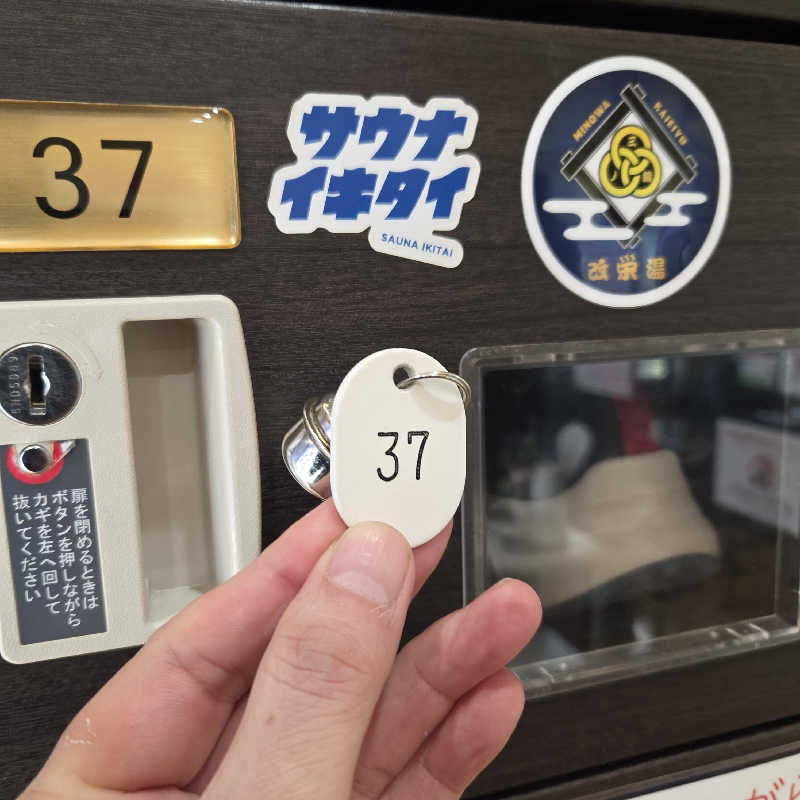 37
サウナ
イキタイ
SAUNA IKITAI
MINOWA KAIEIYU
三
改栄湯
37
扉を閉めるときは
ボタンを押しながら
カギを左へ回して
抜いてください